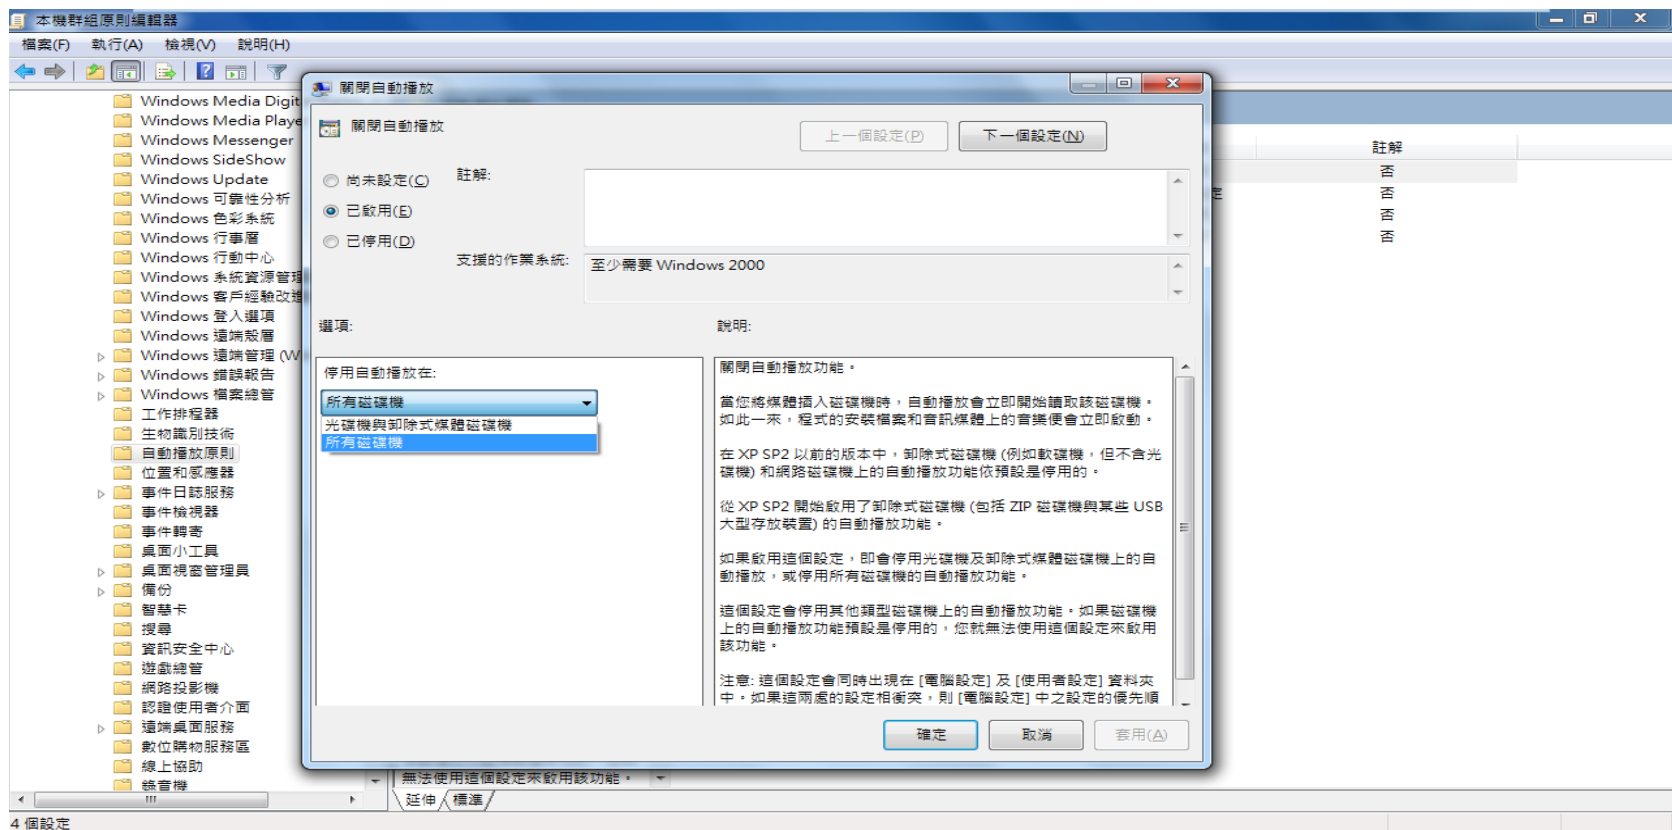 本機群組原則編輯器
檔案(F) 執行(A) 檢視(V) 說明(H)
Windows Media Digit
Windows Media Playe
Windows Messenger
Windows SideShow
Windows Update
Windows 可靠性分析
Windows 色彩系統
Windows 行事曆
Windows 行動中心
Windows 系統資源管理
Windows 客戶經驗改進
Windows 登入選項
Windows 遠端殼層
Windows 遠端管理 (W
Windows 錯誤報告
Windows 檔案總管
工作排程器
生物識別技術
自動播放原則
位置和感應器
事件日誌服務
事件檢視器
事件轉寄
桌面小工具
桌面視窗管理員
備份
智慧卡
搜尋
資訊安全中心
遊戲總管
網路投影機
認證使用者介面
遠端桌面服務
數位購物服務區
線上協助
錄音機
關閉自動播放
關閉自動播放
上一個設定(P) 下一個設定(N)
尚未設定(C)
已啟用(E)
已停用(D)
註解:
支援的作業系統:
至少需要 Windows 2000
選項:
說明:
停用自動播放在:
所有磁碟機
光碟機與卸除式媒體磁碟機
所有磁碟機
關閉自動播放功能。
當您將媒體插入磁碟機時，自動播放會立即開始讀取該磁碟機。
如此一來，程式的安裝檔案和音訊媒體上的音樂便會立即啟動。
在 XP SP2 以前的版本中，卸除式磁碟機 (例如軟碟機，但不含光
碟機) 和網路磁碟機上的自動播放功能依預設是停用的。
從 XP SP2 開始啟用了卸除式磁碟機 (包括 ZIP 磁碟機與某些 USB
大型存放裝置) 的自動播放功能。
如果啟用這個設定，即會停用光碟機及卸除式媒體磁碟機上的自
動播放，或停用所有磁碟機的自動播放功能。
這個設定會停用其他類型磁碟機上的自動播放功能。如果磁碟機
上的自動播放功能預設是停用的，您就無法使用這個設定來啟用
該功能。
注意: 這個設定會同時出現在 [電腦設定] 及 [使用者設定] 資料夾
中。如果這兩處的設定相衝突，則 [電腦設定] 中之設定的優先順
確定 取消 套用(A)
註解
否
定 否
否
否
無法使用這個設定來啟用該功能。
延伸 標準
4 個設定